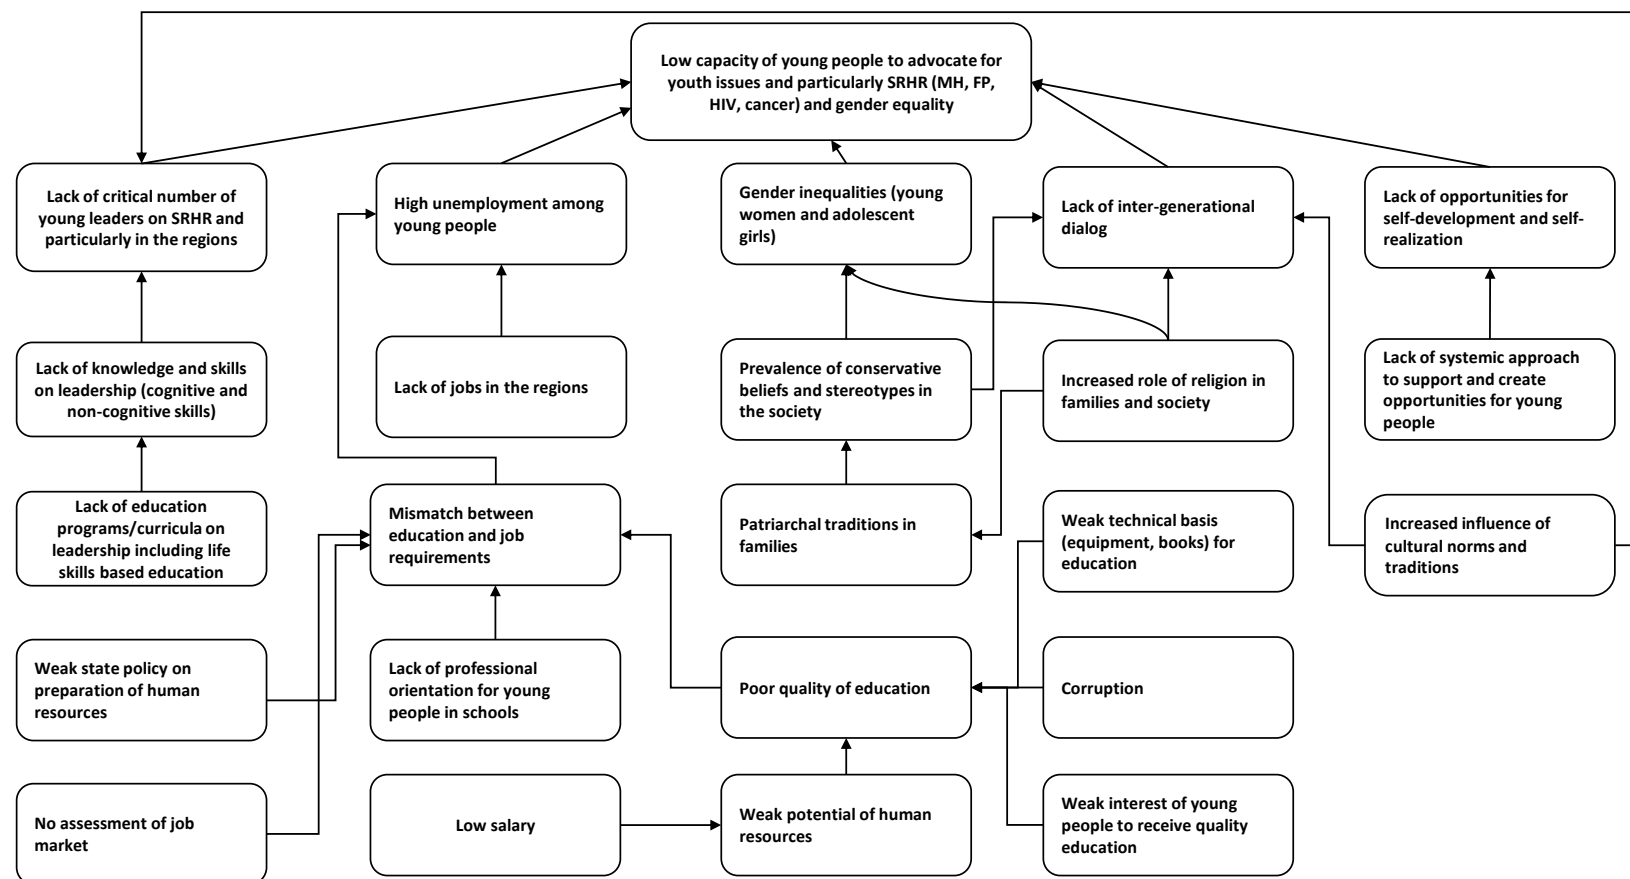 Low capacity of young people to advocate for
youth issues and particularly SRHR (MH, FP,
HIV, cancer) and gender equality
Lack of critical number of
young leaders on SRHR and
particularly in the regions
High unemployment among
young people
Gender inequalities (young
women and adolescent
girls)
Lack of inter-generational
dialog
Lack of opportunities for
self-development and self-
realization
Lack of knowledge and skills
on leadership (cognitive and
non-cognitive skills)
Lack of jobs in the regions
Prevalence of conservative
beliefs and stereotypes in
the society
Increased role of religion in
families and society
Lack of systemic approach
to support and create
opportunities for young
people
Lack of education
programs/curricula on
leadership including life
skills based education
Mismatch between
education and job
requirements
Patriarchal traditions in
families
Weak technical basis
(equipment, books) for
education
Increased influence of
cultural norms and
traditions
Weak state policy on
preparation of human
resources
Lack of professional
orientation for young
people in schools
Poor quality of education
Corruption
No assessment of job
market
Low salary
Weak potential of human
resources
Weak interest of young
people to receive quality
education